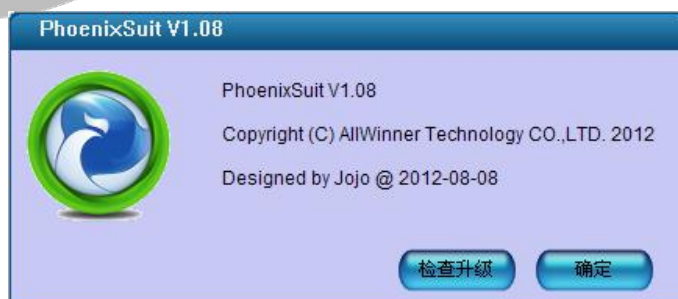 PhoenixSuit V1.08
PhoenixSuit V1.08
Copyright (C) AllWinner Technology CO.,LTD. 2012
Designed by Jojo @ 2012-08-08
检查升级 确定